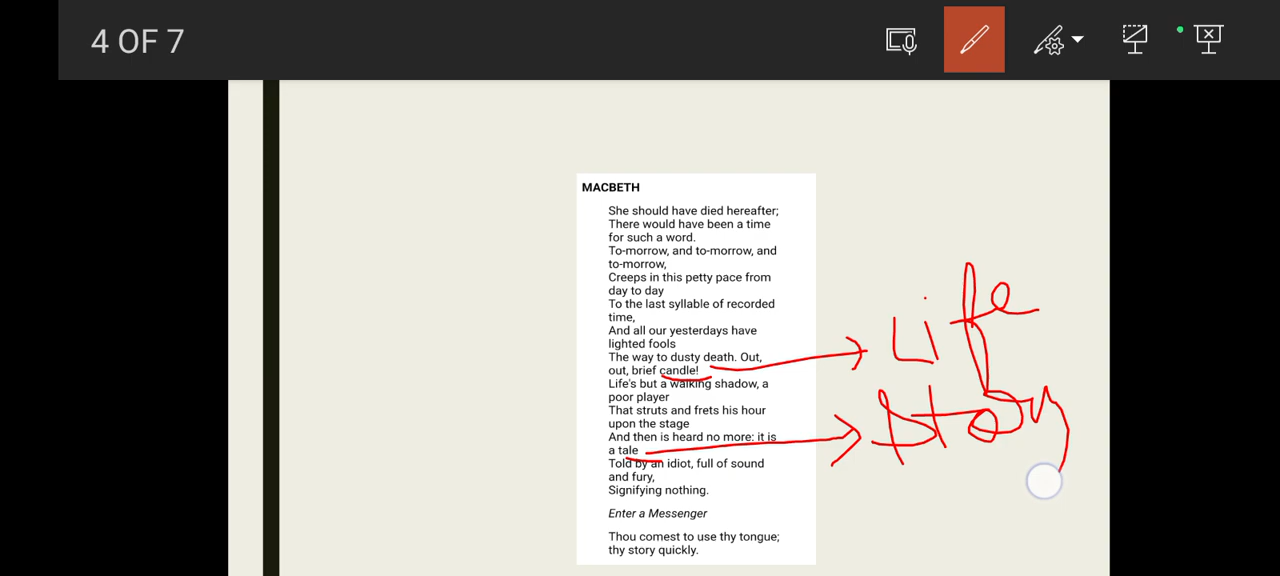 4 OF 7
MACBETH
She should have died hereafter;
There would have been a time
for such a word.
To-morrow, and to-morrow, and
to-morrow,
Creeps in this petty pace from
day to day
To the last syllable of recorded
time,
And all our yesterdays have
lighted fools
The way to dusty death. Out,
out, brief candle!
Life's but a walking shadow, a
poor player
That struts and frets his hour
upon the stage
And then is heard no more: it is
a tale
Told by an idiot, full of sound
and fury,
Signifying nothing.
Enter a Messenger
Thou comest to use thy tongue;
thy story quickly.
Life
Story